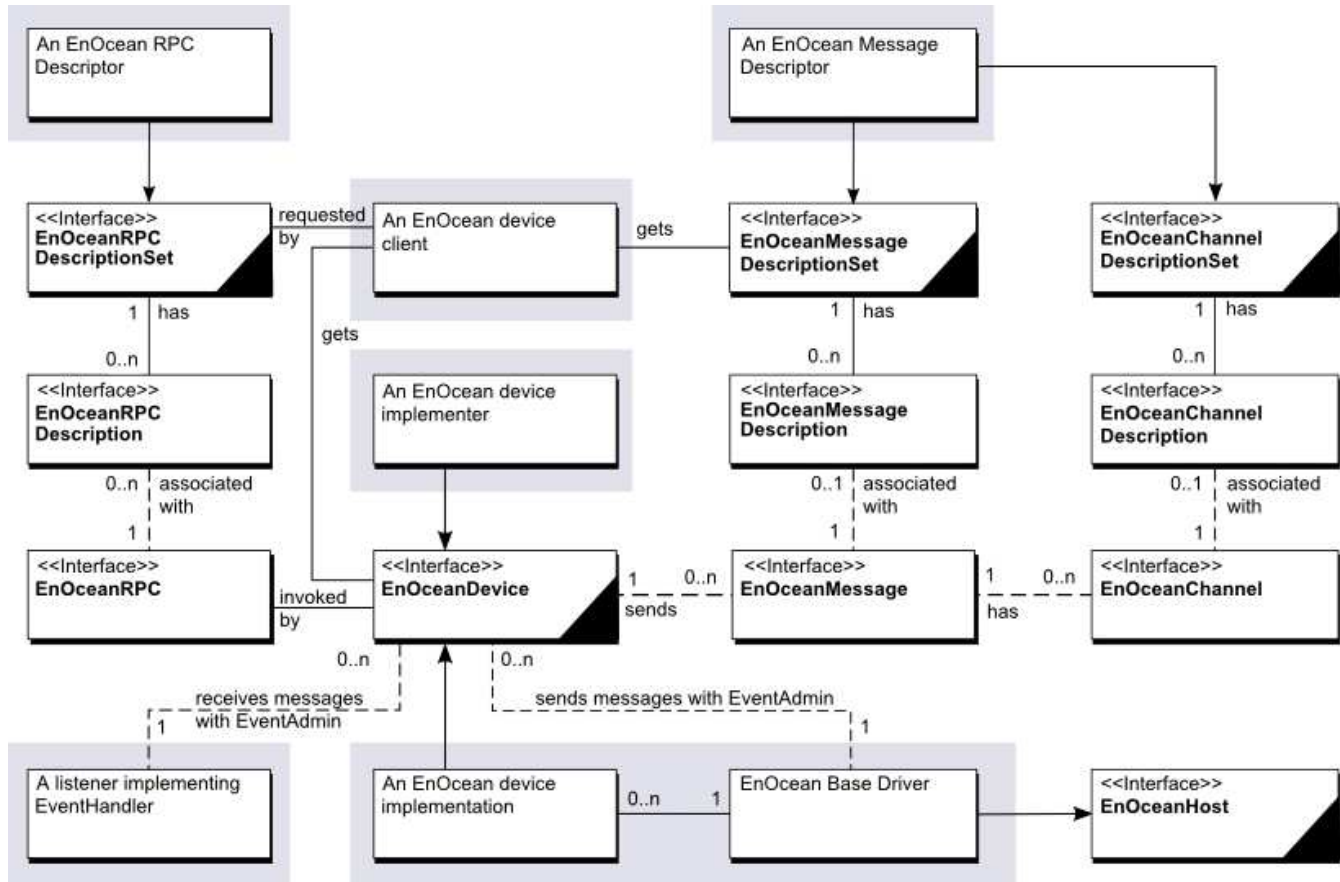 An EnOcean RPC
Descriptor
An EnOcean Message
Descriptor
<<Interface>>
EnOceanRPC
DescriptionSet
requested
by
An EnOcean device
client
gets
<<Interface>>
EnOceanMessage
DescriptionSet
<<Interface>>
EnOceanChannel
DescriptionSet
1
has
gets
1
has
1
has
0..n
0..n
0..n
<<Interface>>
EnOceanRPC
Description
An EnOcean device
implementer
<<Interface>>
EnOceanMessage
Description
<<Interface>>
EnOceanChannel
Description
0..n
associated
with
1
0..1
associated
with
1
0..1
associated
with
1
<<Interface>>
EnOceanRPC
invoked
by
<<Interface>>
EnOceanDevice
1
0..n
sends
<<Interface>>
EnOceanMessage
1
0..n
has
<<Interface>>
EnOceanChannel
0..n
0..n
receives messages
with EventAdmin
1
sends messages with EventAdmin
1
A listener implementing
EventHandler
An EnOcean device
implementation
0..n
1
EnOcean Base Driver
<<Interface>>
EnOceanHost